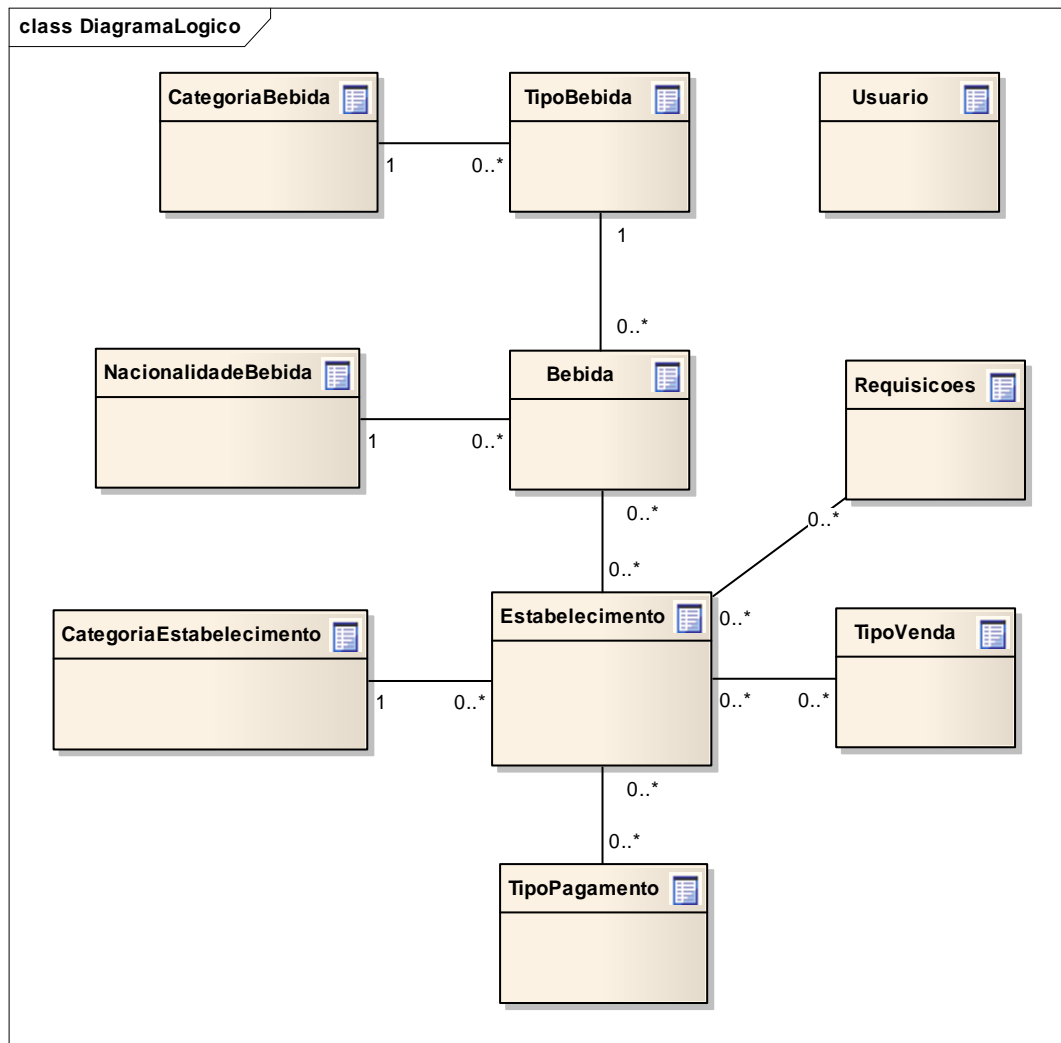 class DiagramaLogico
CategoriaBebida
TipoBebida
Usuario
1
0..*
1
0..*
NacionalidadeBebida
Bebida
Requisicoes
1
0..*
0..*
0..*
0..*
CategoriaEstabelecimento
Estabelecimento
0..*
TipoVenda
1
0..*
0..*
0..*
0..*
0..*
TipoPagamento